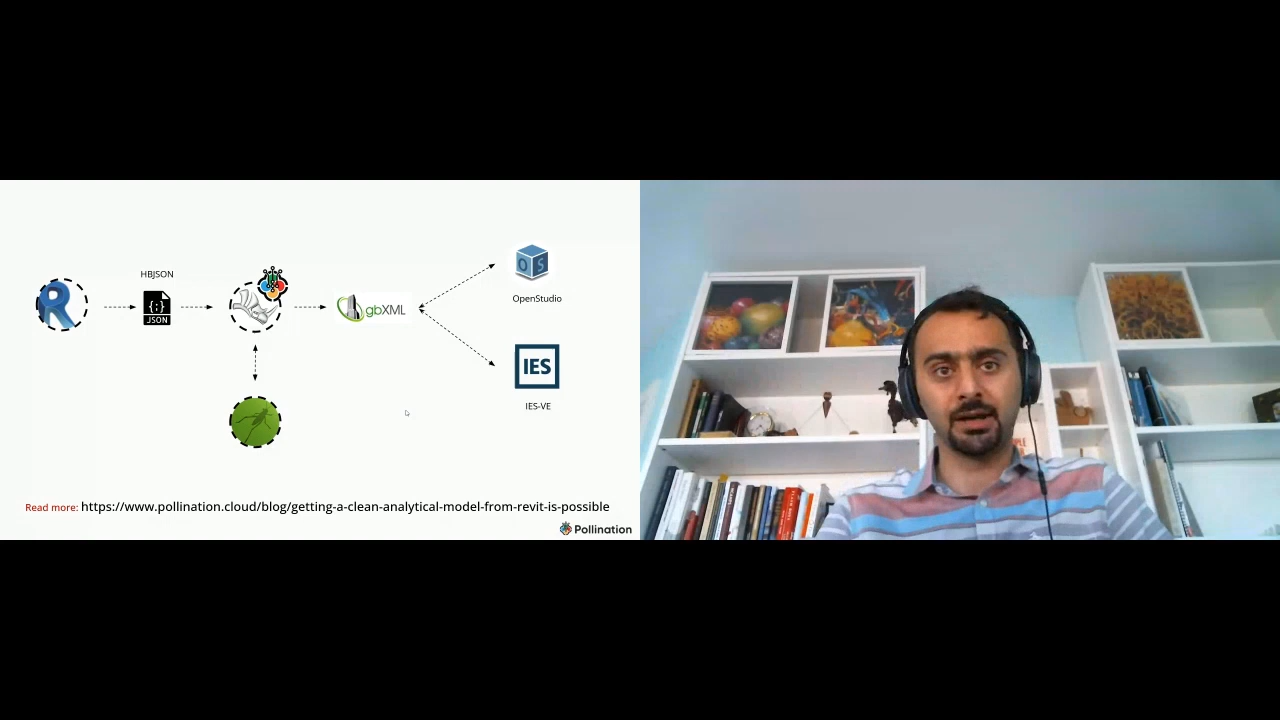 HBJSON
R
{;}
JSON
gbXML
OS
OpenStudio
IES
IES-VE
Read more: https://www.pollination.cloud/blog/getting-a-clean-analytical-model-from-revit-is-possible
Pollination